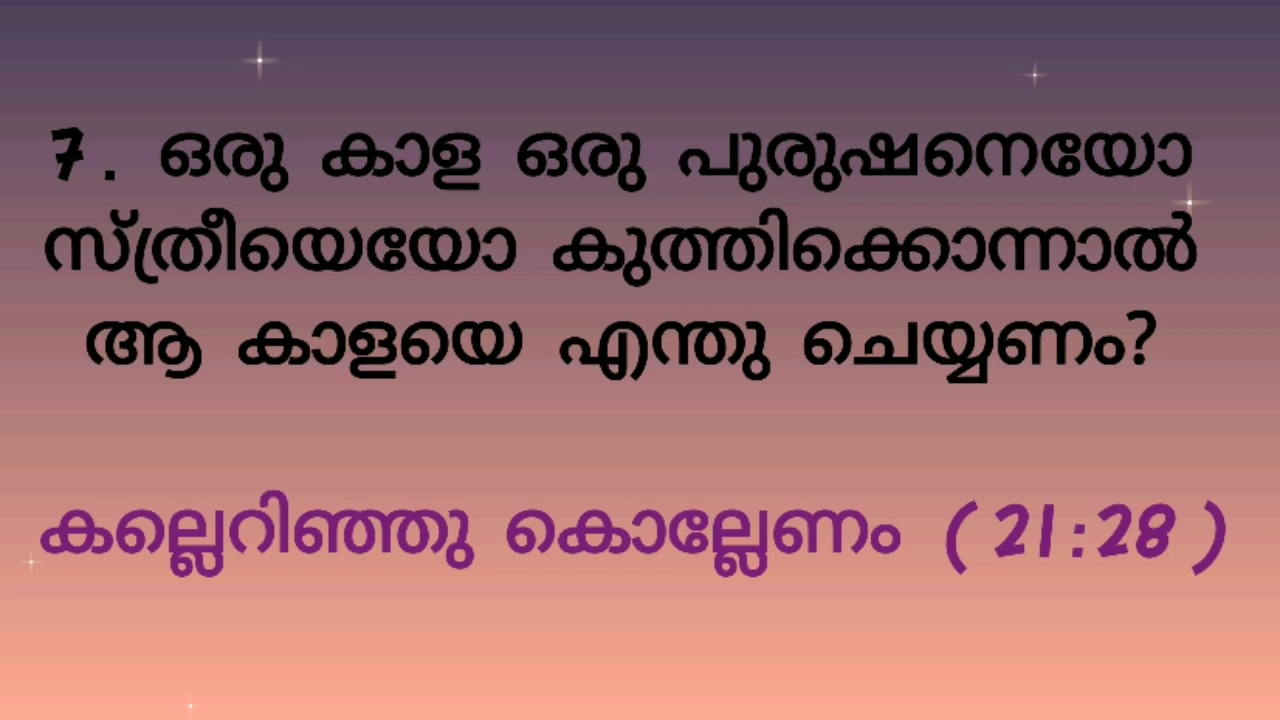 7. ഒരു കാള ഒരു പുരുഷനെയോ
സ്ത്രീയെയോ കുത്തിക്കൊന്നാൽ
ആ കാളയെ എന്തു ചെയ്യണം?
കല്ലെറിഞ്ഞു കൊല്ലേണം (21:28)